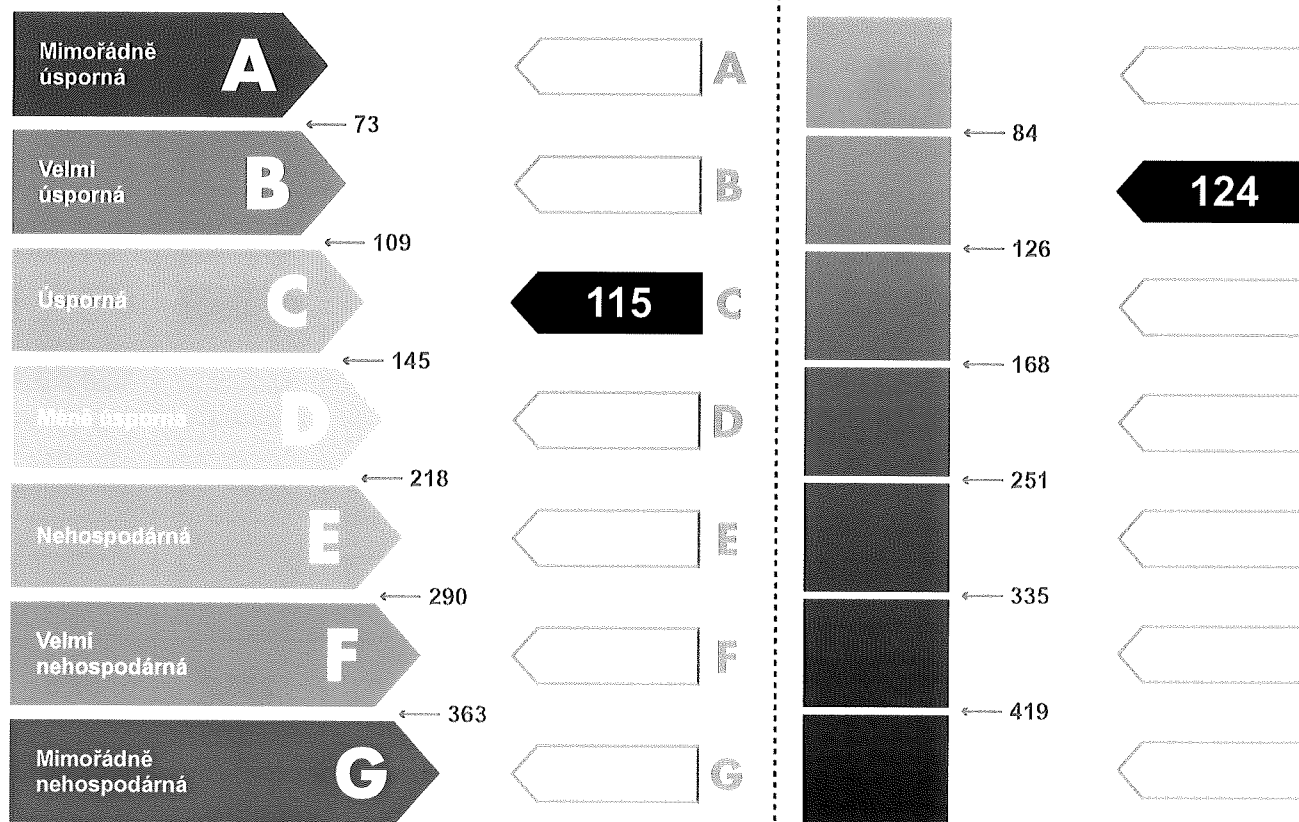 Mimořádně
úsporná
A
A
73
Velmi
úsporná
B
B
109
Úsporná
C
115
C
145
Méně úsporná
D
D
218
Nehospodárná
E
E
290
Velmi
nehospodárná
F
F
363
Mimořádně
nehospodárná
G
G
84
124
126
168
251
335
419